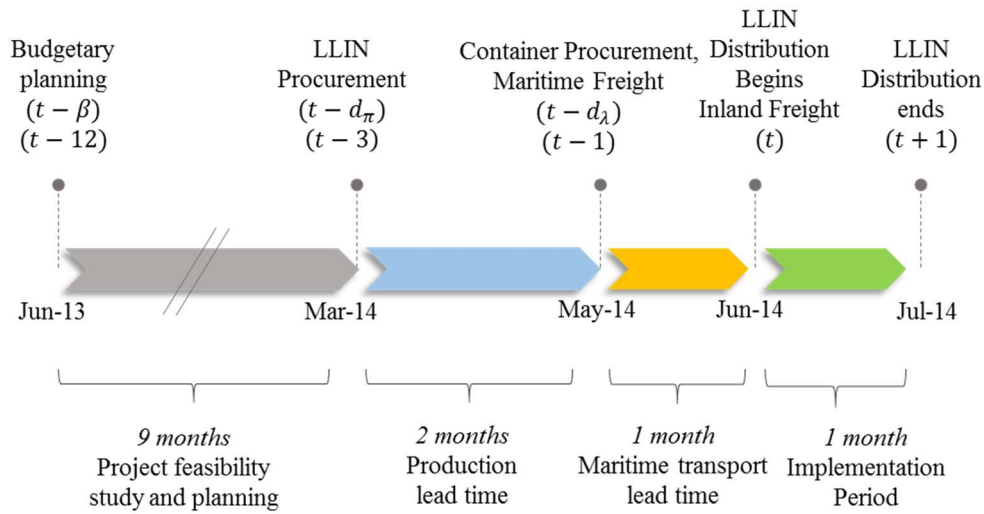 Budgetary
planning
(t − β)
(t − 12)
LLIN
Procurement
(t − dπ)
(t − 3)
Container Procurement,
Maritime Freight
(t − dλ)
(t − 1)
LLIN
Distribution
Begins
Inland Freight
(t)
LLIN
Distribution
ends
(t + 1)
Jun-13
Mar-14
May-14
Jun-14
Jul-14
9 months
Project feasibility
study and planning
2 months
Production
lead time
1 month
Maritime transport
lead time
1 month
Implementation
Period